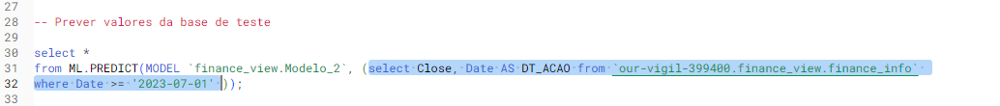 27
28 -- Prever valores da base de teste
29
30 select *
31 from ML.PREDICT(MODEL `finance_view.Modelo_2`, (select Close, Date AS DT_ACAO from `our-vigil-399400.finance_view.finance_info`
32 where Date >= '2023-07-01' ));
33